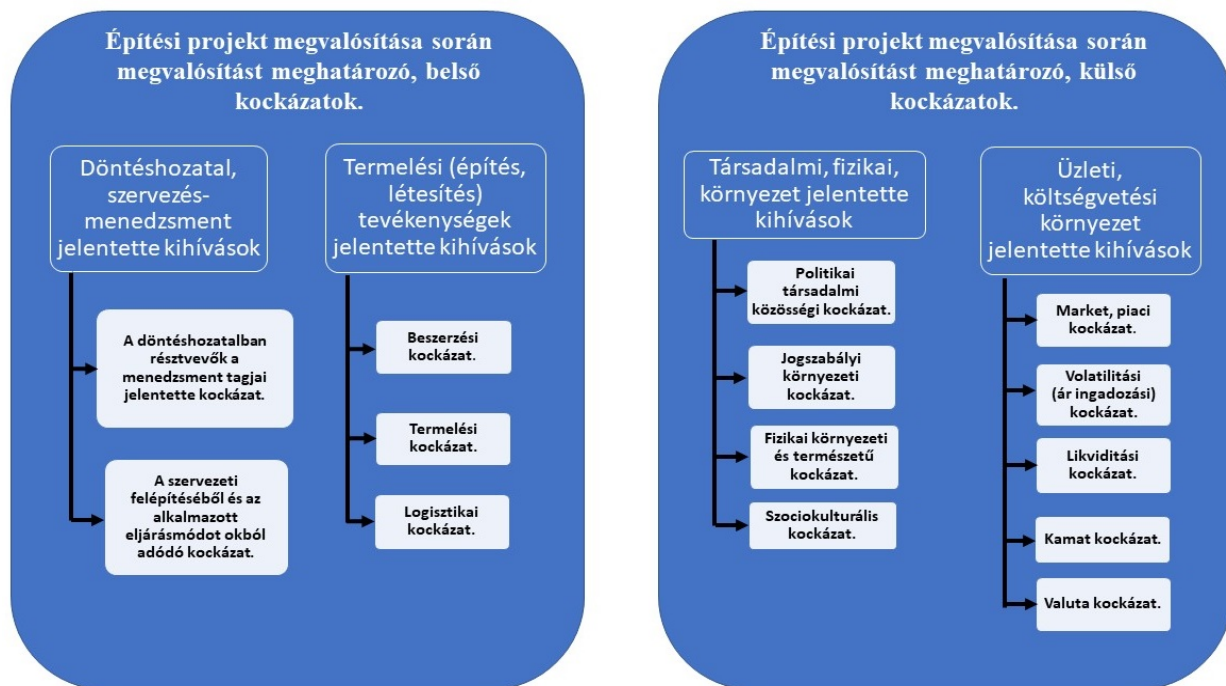 Építési projekt megvalósítása során
megvalósítást meghatározó, belső
kockázatok.
Döntéshozatal,
szervezés-
menedzsment
jelentette kihívások
A döntéshozatalban
résztvevők a
menedzsment tagjai
jelentette kockázat.
A szervezeti
felépítéséből és az
alkalmazott
eljárásmódot okból
adódó kockázat.
Termelési (építés,
létesítés)
tevékenységek
jelentette kihívások
Beszerzési
kockázat.
Termelési
kockázat.
Logisztikai
kockázat.
Építési projekt megvalósítása során
megvalósítást meghatározó, külső
kockázatok.
Társadalmi, fizikai,
környezet jelentette
kihívások
Politikai
társadalmi
közösségi kockázat.
Jogszabályi
környezeti
kockázat.
Fizikai környezeti
és természetű
kockázat.
Szociokulturális
kockázat.
Üzleti,
költségvetési
környezet
jelentette kihívások
Market, piaci
kockázat.
Volatilitási
(ár ingadozási)
kockázat.
Likviditási
kockázat.
Kamat kockázat.
Valuta kockázat.